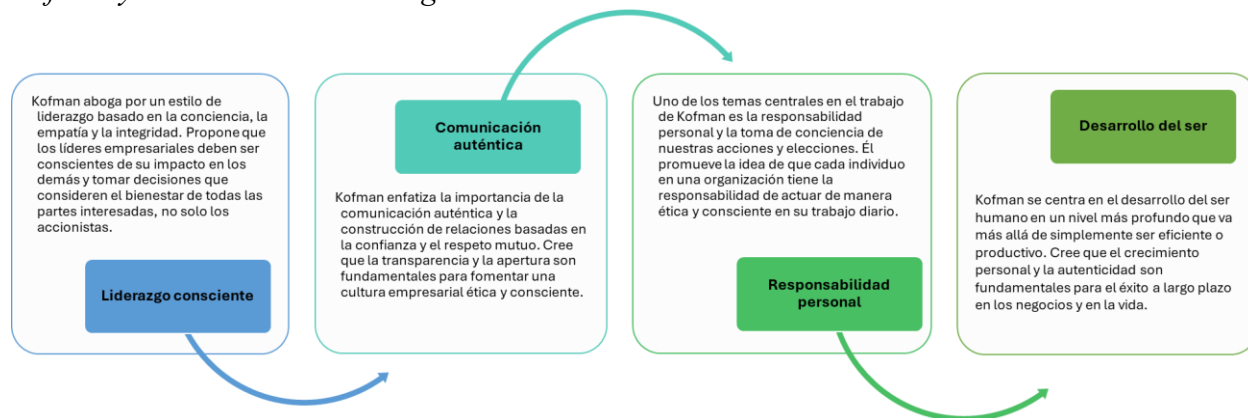 Kofman aboga por un estilo de
liderazgo basado en la conciencia, la
empatía y la integridad. Propone que
los líderes empresariales deben ser
conscientes de su impacto en los
demás y tomar decisiones que
consideren el bienestar de todas las
partes interesadas, no solo los
accionistas.
Liderazgo consciente
Comunicación
auténtica
Kofman enfatiza la importancia de la
comunicación auténtica y la
construcción de relaciones basadas en
la confianza y el respeto mutuo. Cree
que la transparencia y la apertura son
fundamentales para fomentar una
cultura empresarial ética y consciente.
Uno de los temas centrales en el trabajo
de Kofman es la responsabilidad
personal y la toma de conciencia de
nuestras acciones y elecciones. Él
promueve la idea de que cada individuo
en una organización tiene la
responsabilidad de actuar de manera
ética y consciente en su trabajo diario.
Responsabilidad
personal
Desarrollo del ser
Kofman se centra en el desarrollo del ser
humano en un nivel más profundo que va
más allá de simplemente ser eficiente o
productivo. Cree que el crecimiento
personal y la autenticidad son
fundamentales para el éxito a largo plazo
en los negocios y en la vida.